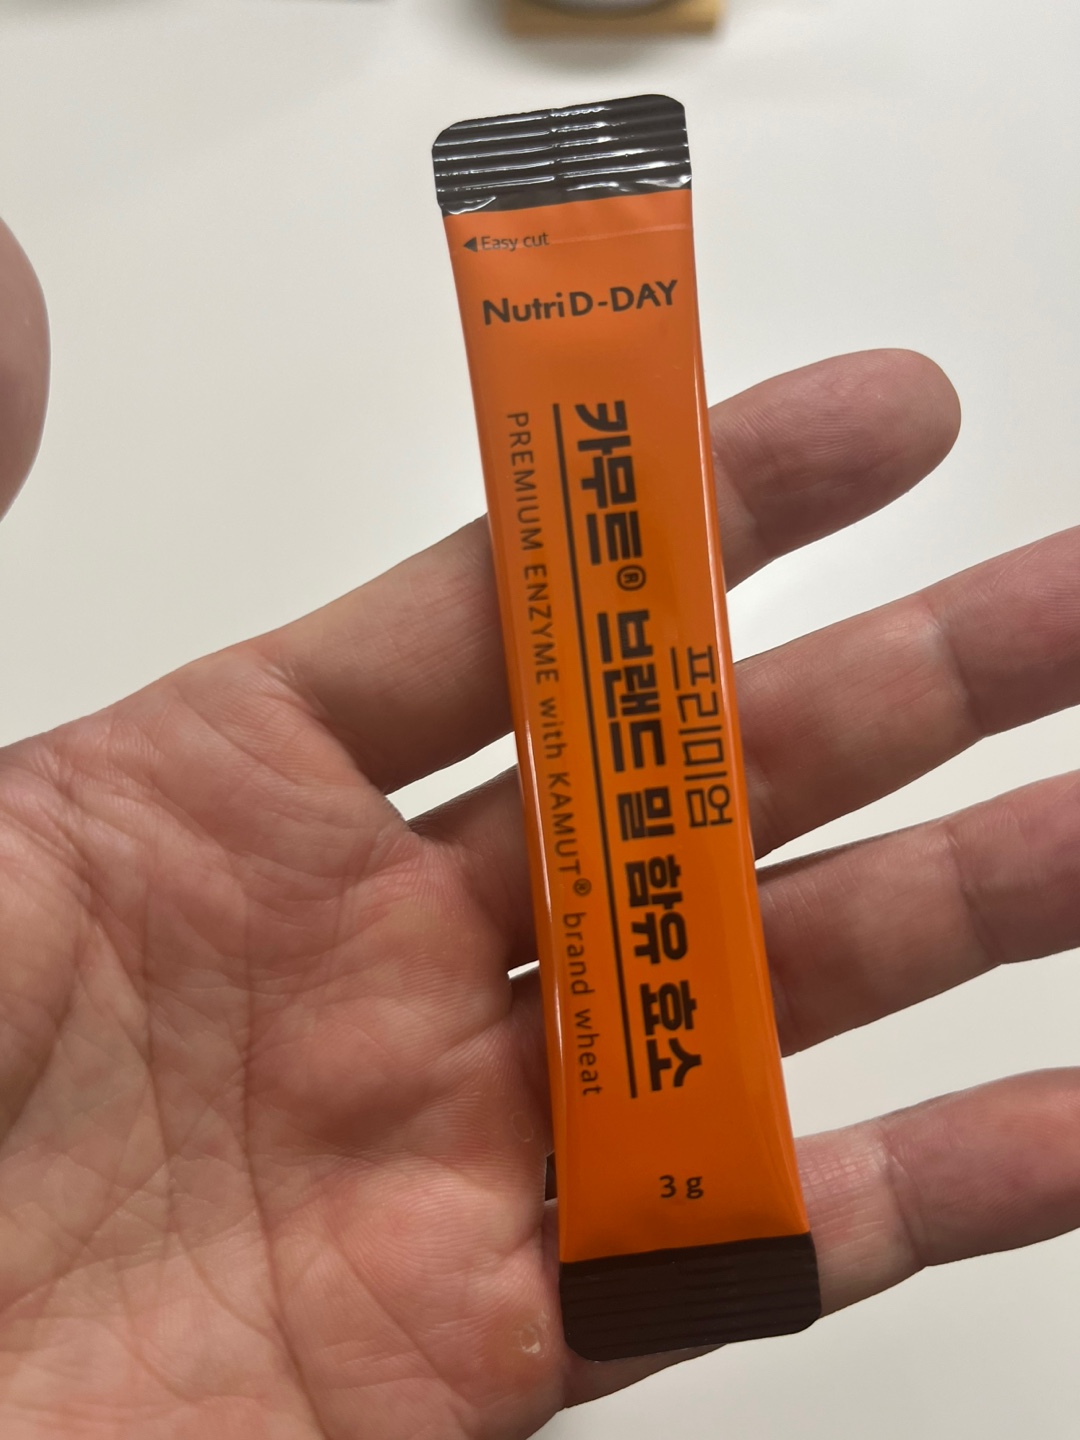 Easy cut
NutriD-DAY
프리미엄
카무트® 브랜드 밀 함유 효소
PREMIUM ENZYME with KAMUT® brand wheat
3 g